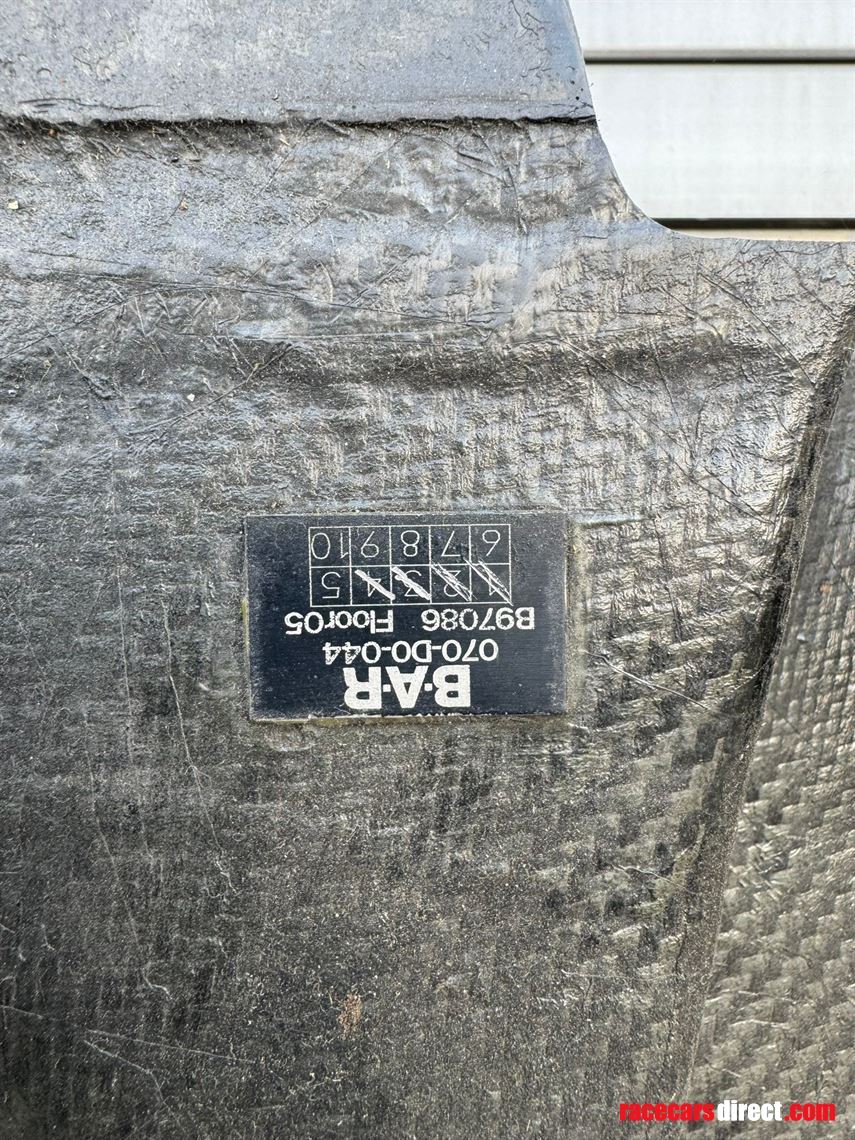 B·A·R
070-D0-044
B97086 Floor05
1 2 3 4 5
6 7 8 9 10
racecarsdirect.com